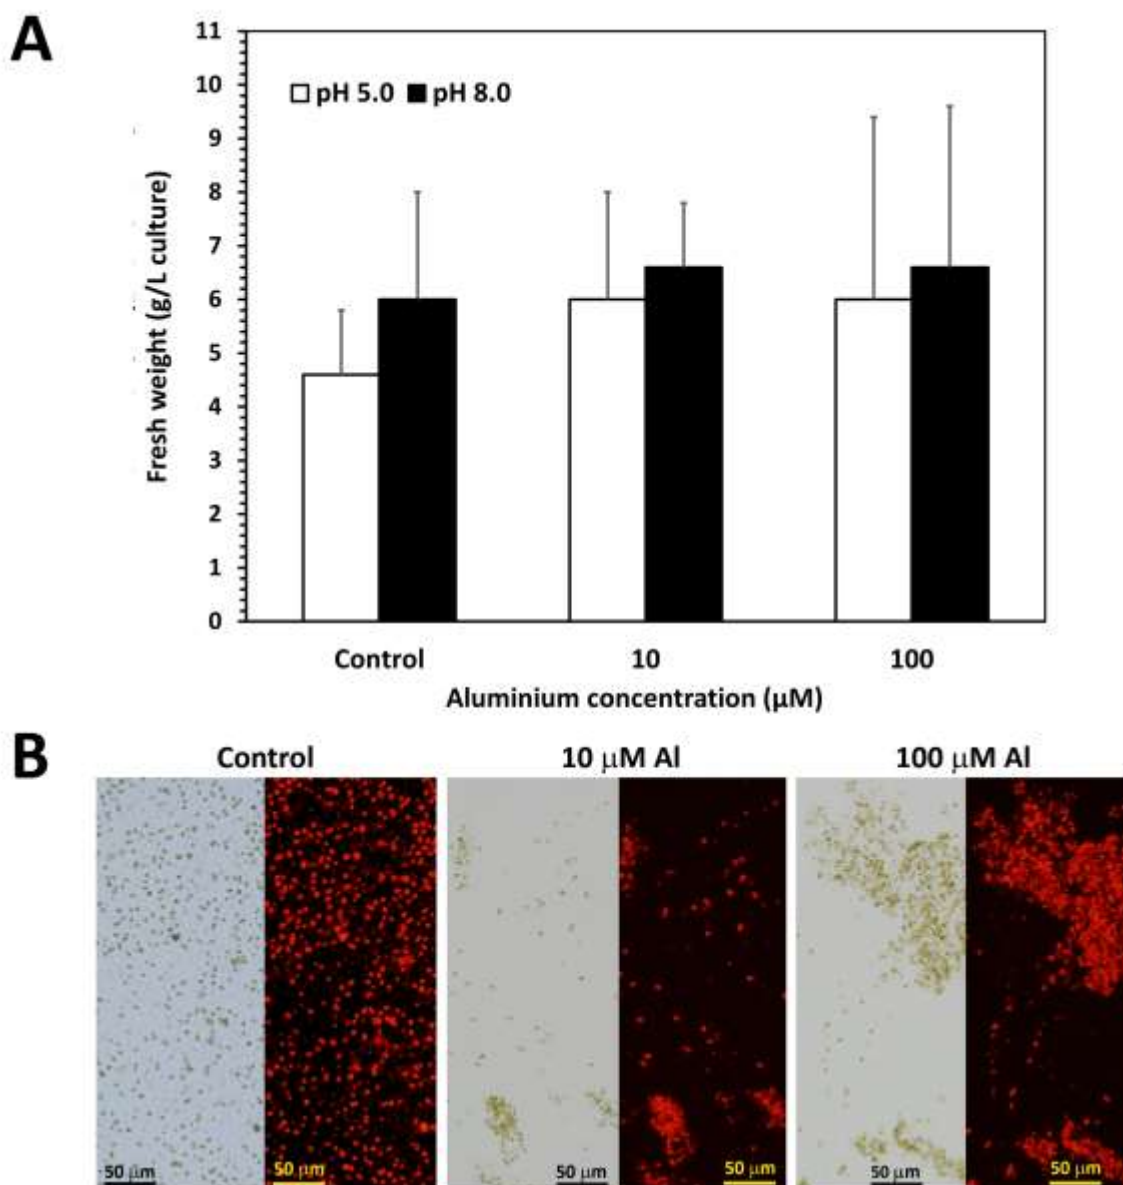 A
11
10
9
8
7
6
5
4
3
2
1
0
Fresh weight (g/L culture)
pH 5.0 pH 8.0
Control 10 100
Aluminium concentration (µM)
B
Control 10 µM Al 100 µM Al
50 µm 50 µm 50 µm 50 µm 50 µm 50 µm